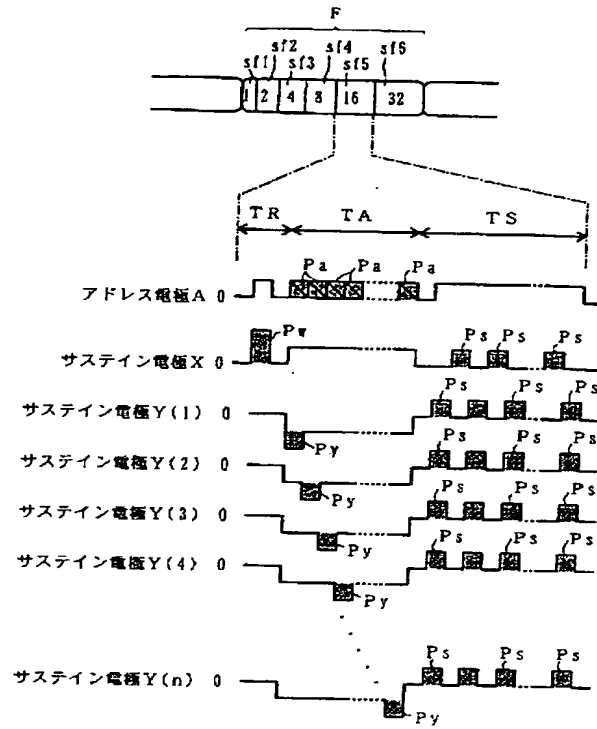 F
sf1 sf2 sf3 sf4 sf5 sf6
1 2 4 8 16 32
TR TA TS
Pa Pa Pa
アドレス電極A 0
Pw Ps Ps Ps
サステイン電極X 0
Ps Ps Ps
サステイン電極Y(1) 0
Py
Ps Ps Ps
サステイン電極Y(2) 0
Py
Ps Ps Ps
サステイン電極Y(3) 0
Py
Ps Ps Ps
サステイン電極Y(4) 0
Py
Ps Ps Ps
サステイン電極Y(n) 0
Py